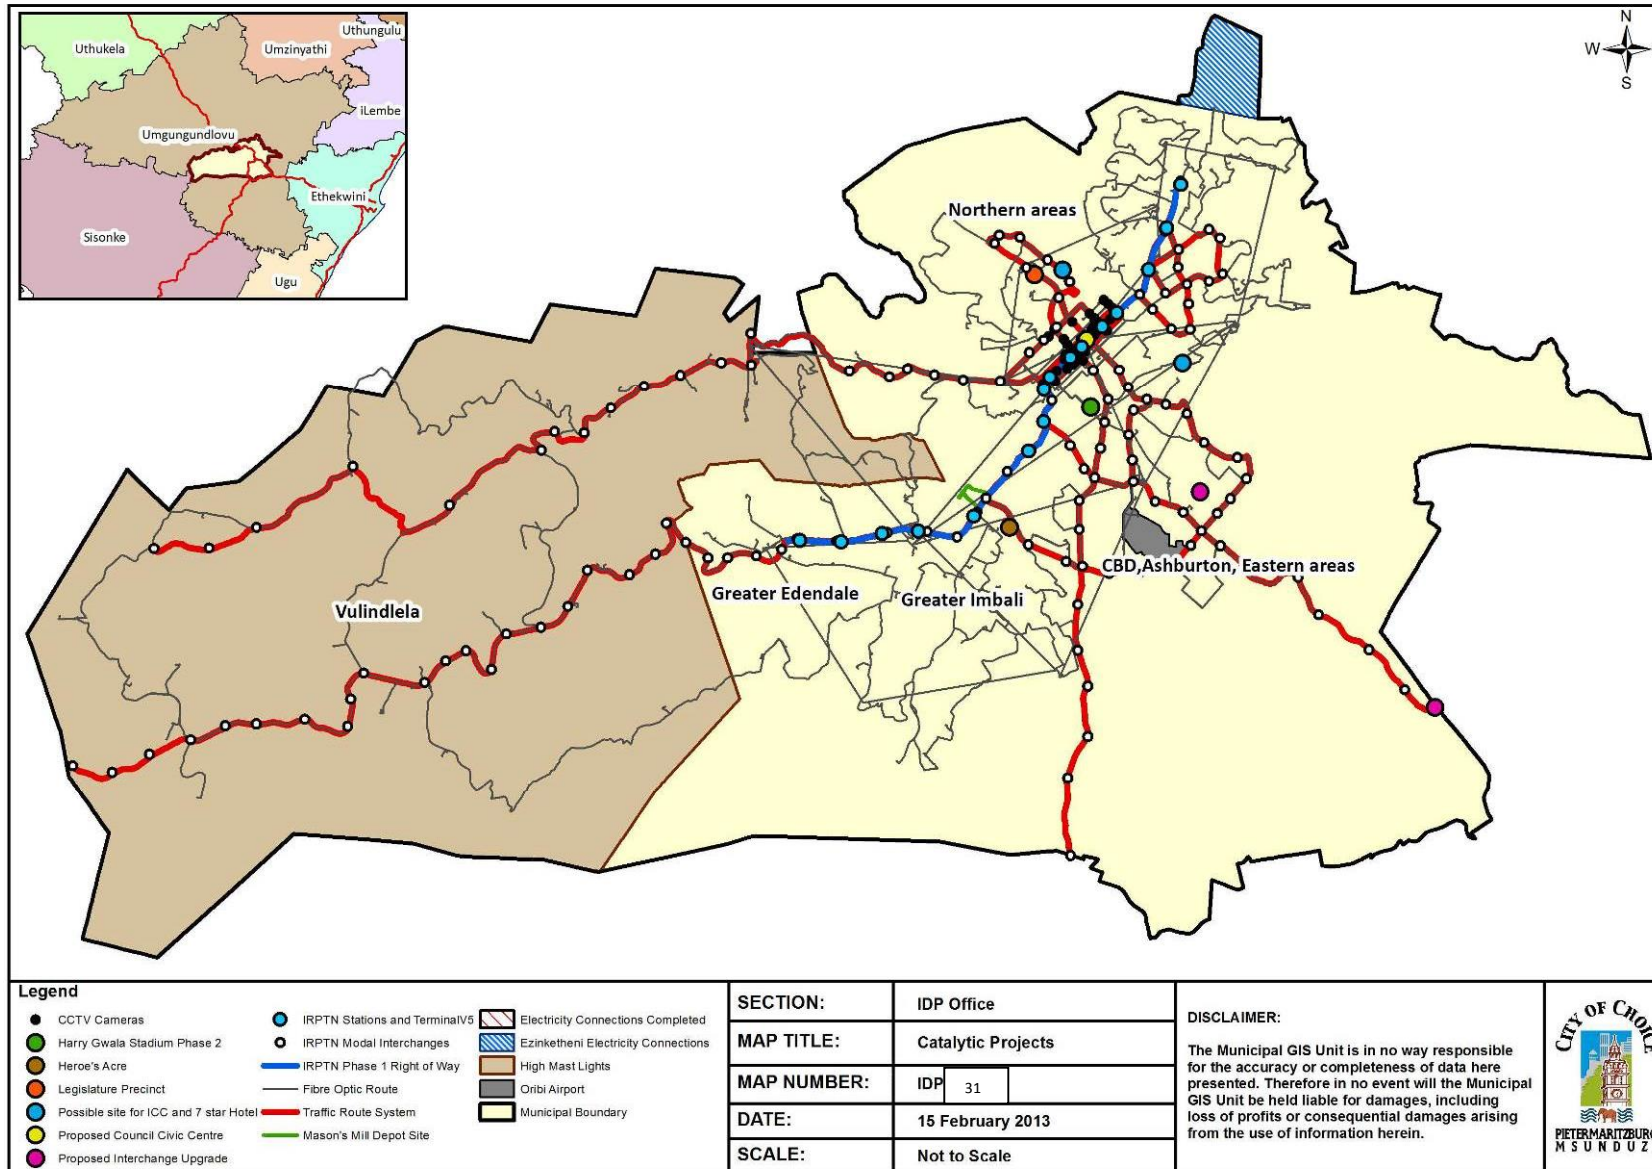 Uthukela
Umzinyathi
Uthungulu
iLembe
Umgungundlovu
Ethekwini
Sisonke
Ugu
N
W
S
Northern areas
CBD,Ashburton, Eastern areas
Greater Edendale
Greater Imbali
Vulindlela
Legend
CCTV Cameras
Harry Gwala Stadium Phase 2
Heroe's Acre
Legislature Precinct
Possible site for ICC and 7 star Hotel
Proposed Council Civic Centre
Proposed Interchange Upgrade
IRPTN Stations and TerminalV5
IRPTN Modal Interchanges
IRPTN Phase 1 Right of Way
Fibre Optic Route
Traffic Route System
Mason's Mill Depot Site
Electricity Connections Completed
Ezinketheni Electricity Connections
High Mast Lights
Oribi Airport
Municipal Boundary
SECTION: IDP Office
MAP TITLE: Catalytic Projects
MAP NUMBER: IDP 31
DATE: 15 February 2013
SCALE: Not to Scale
DISCLAIMER:
The Municipal GIS Unit is in no way responsible
for the accuracy or completeness of data here
presented. Therefore in no event will the Municipal
GIS Unit be held liable for damages, including
loss of profits or consequential damages arising
from the use of information herein.
CITY OF CHOICE
PIETERMARITZBURG
MSUNDUZ